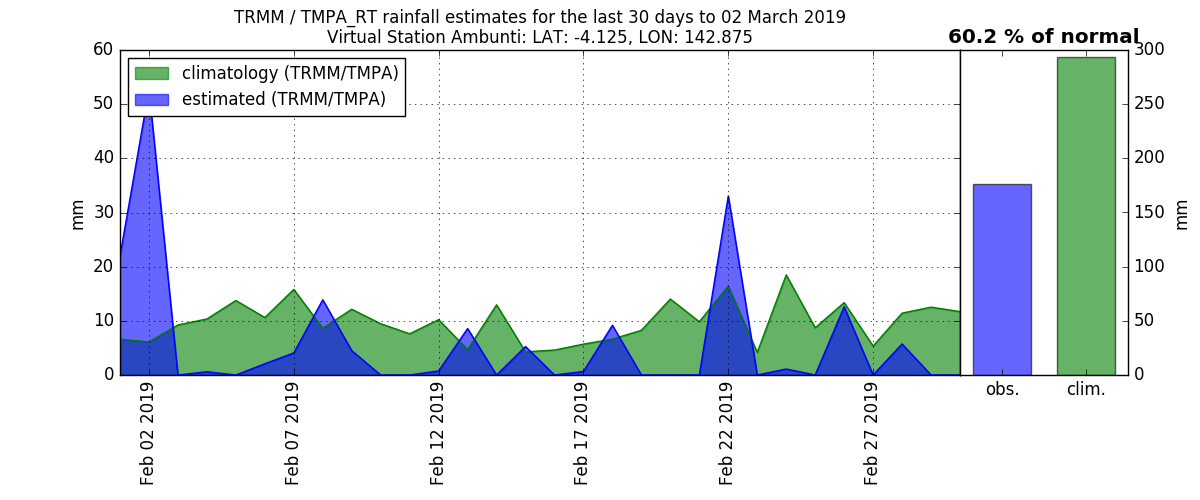 TRMM / TMPA_RT rainfall estimates for the last 30 days to 02 March 2019
Virtual Station Ambunti: LAT: -4.125, LON: 142.875
60.2 % of normal
climatology (TRMM/TMPA)
estimated (TRMM/TMPA)
60
50
40
30
20
10
0
mm
Feb 02 2019
Feb 07 2019
Feb 12 2019
Feb 17 2019
Feb 22 2019
Feb 27 2019
obs.
clim.
300
250
200
150
100
50
0
mm